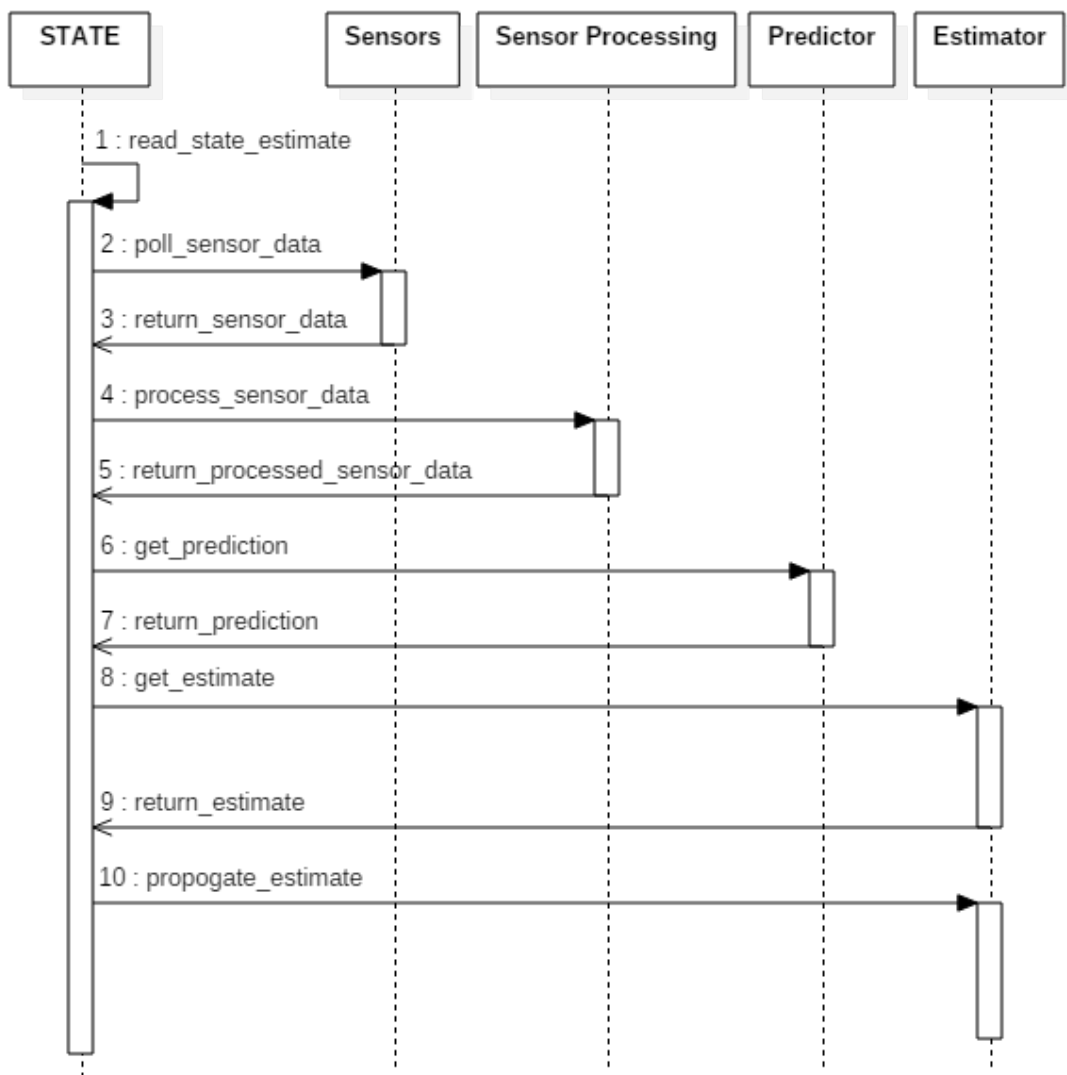 STATE
Sensors
Sensor Processing
Predictor
Estimator
1 : read_state_estimate
2 : poll_sensor_data
3 : return_sensor_data
4 : process_sensor_data
5 : return_processed_sensor_data
6 : get_prediction
7 : return_prediction
8 : get_estimate
9 : return_estimate
10 : propogate_estimate